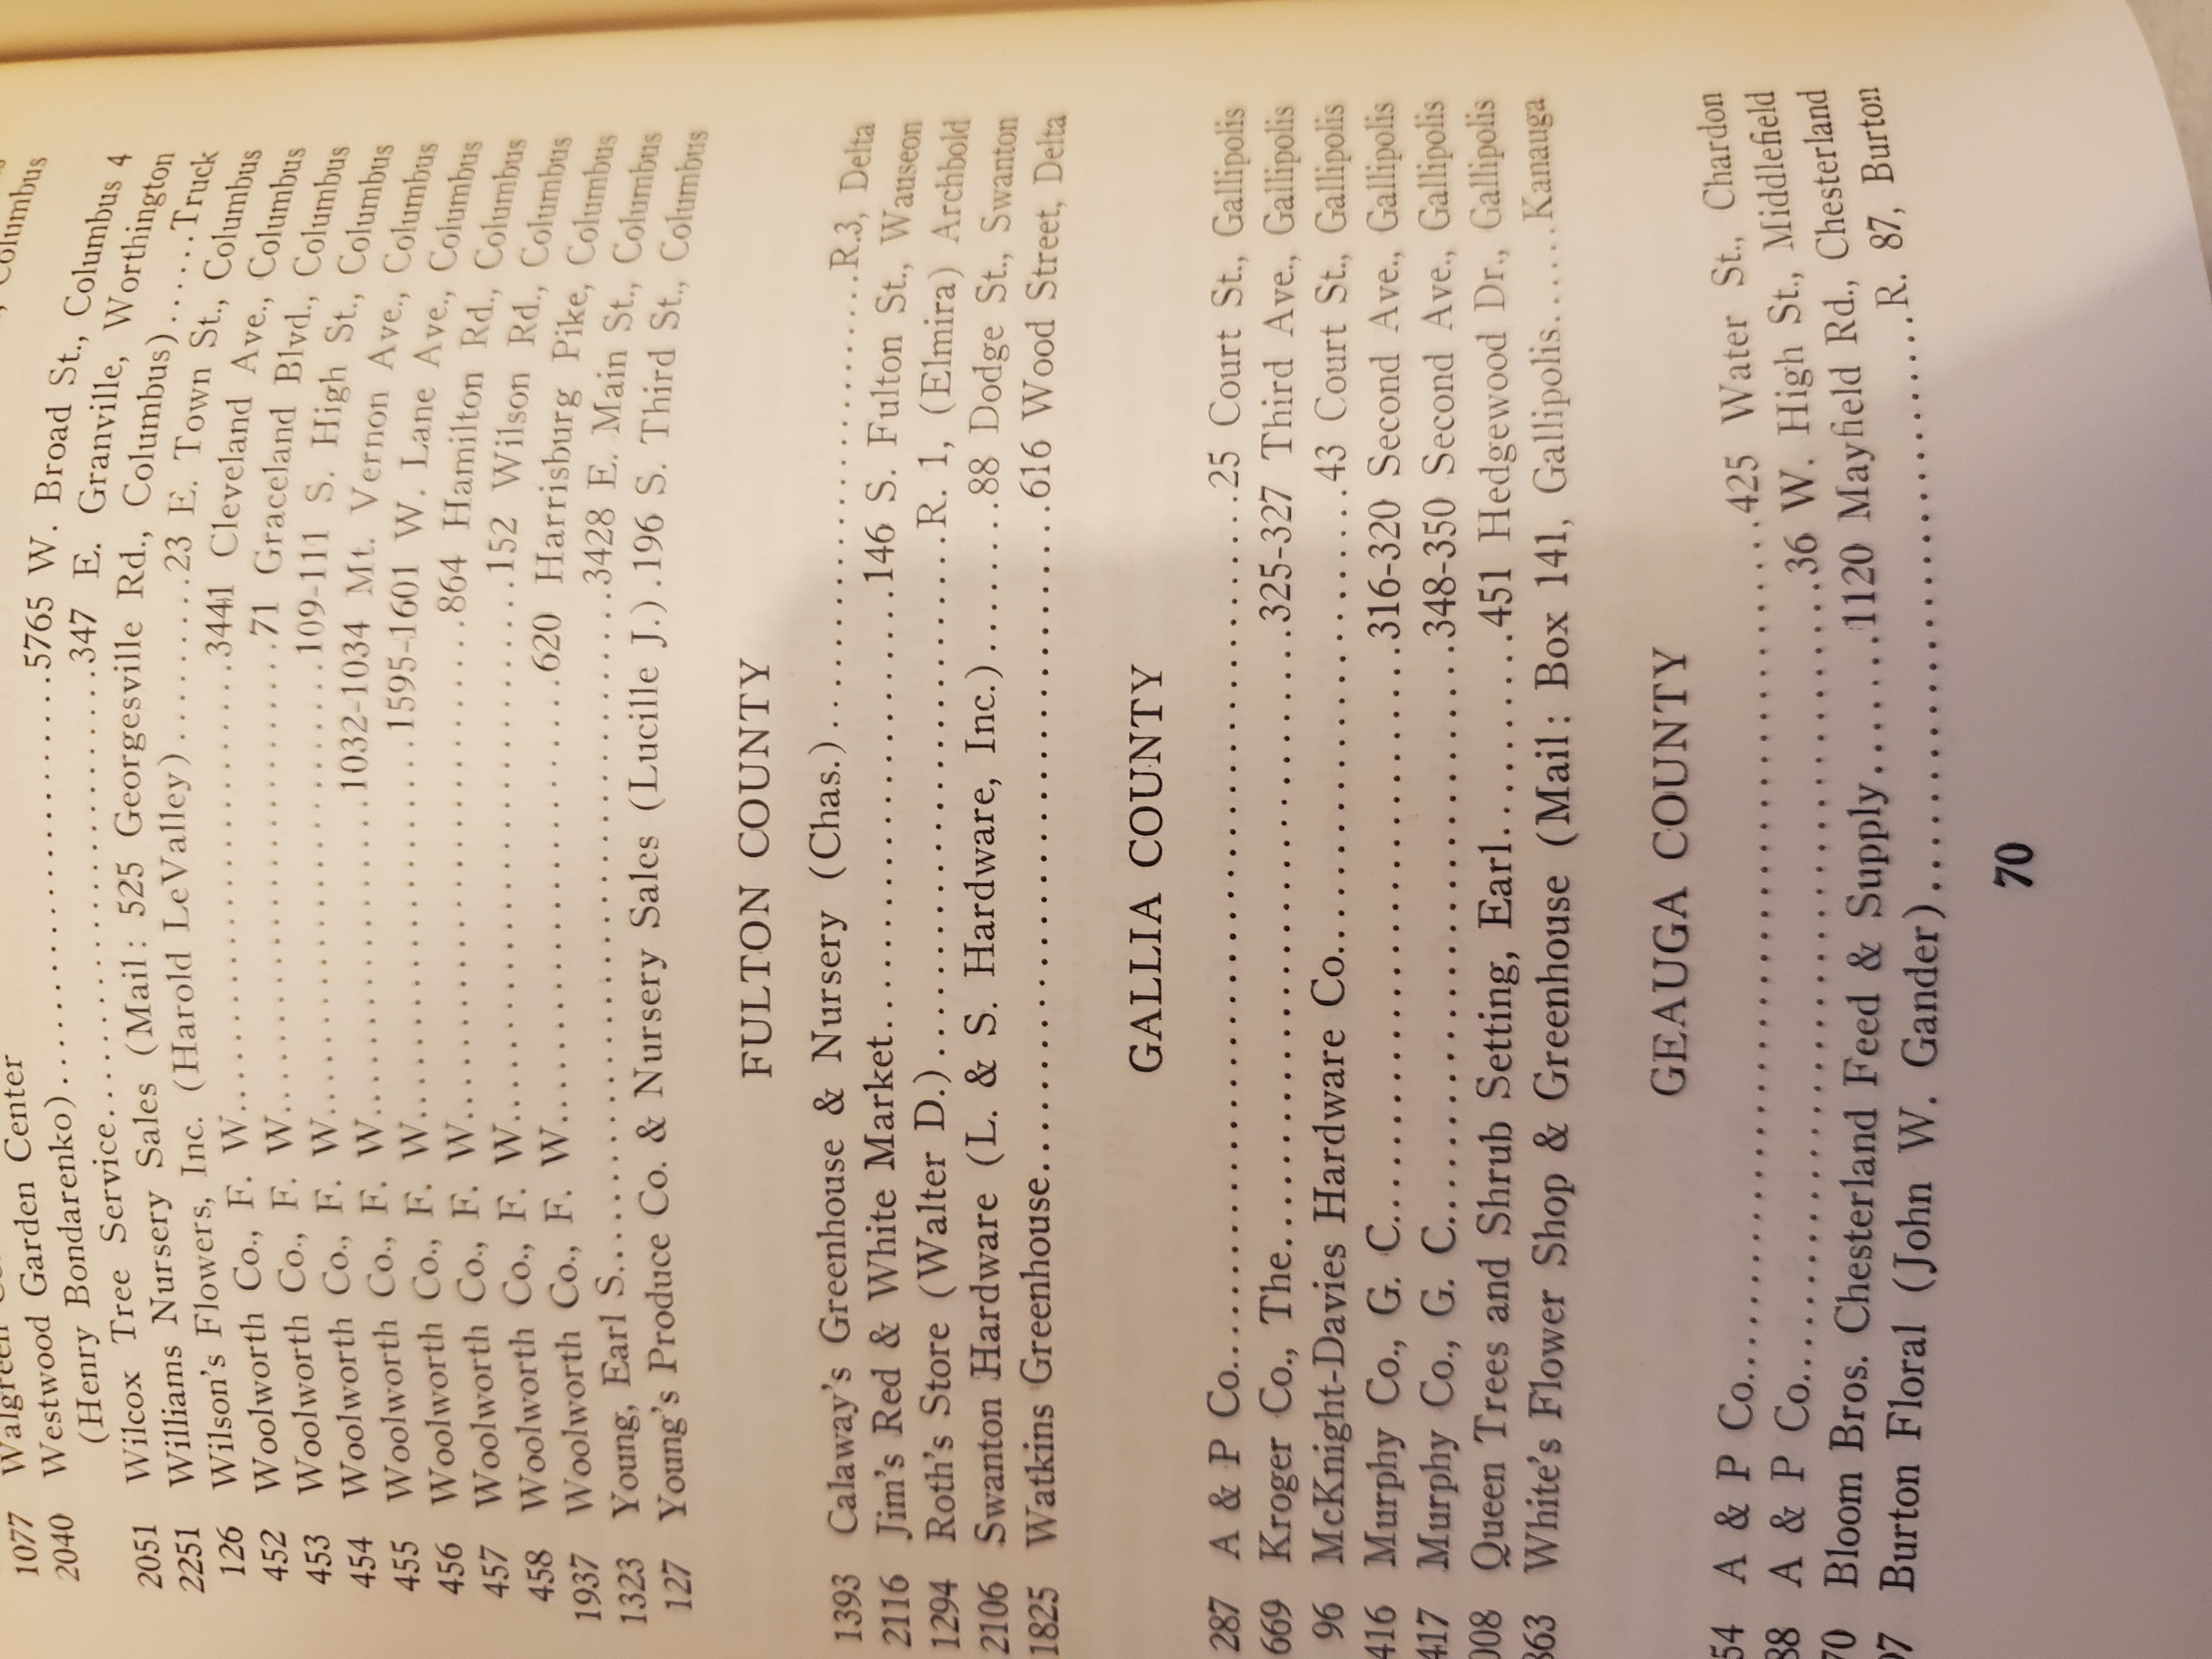 1077 Walgreen Columbus
2040 Westwood Garden Center
(Henry Bondarenko)..........5765 W. Broad St., Columbus 4
2051 Wilcox Tree Service..........347 E. Granville, Worthington
2251 Williams Nursery Sales (Mail: 525 Georgesville Rd., Columbus).....Truck
126 Wilson's Flowers, Inc. (Harold LeValley)........23 E. Town St., Columbus
452 Woolworth Co., F. W..........3441 Cleveland Ave., Columbus
453 Woolworth Co., F. W..........71 Graceland Blvd., Columbus
454 Woolworth Co., F. W..........109-111 S. High St., Columbus
455 Woolworth Co., F. W..........1032-1034 Mt. Vernon Ave., Columbus
456 Woolworth Co., F. W..........1595-1601 W. Lane Ave., Columbus
457 Woolworth Co., F. W..........864 Hamilton Rd., Columbus
458 Woolworth Co., F. W..........152 Wilson Rd., Columbus
1937 Woolworth Co., F. W..........620 Harrisburg Pike, Columbus
1323 Young, Earl S..........3428 E. Main St., Columbus
127 Young's Produce Co. & Nursery Sales (Lucille J.).196 S. Third St., Columbus
FULTON COUNTY
1393 Calaway's Greenhouse & Nursery (Chas.)..........R.3, Delta
2116 Jim's Red & White Market..........146 S. Fulton St., Wauseon
1294 Roth's Store (Walter D.)..........R. 1, (Elmira) Archbold
2106 Swanton Hardware (L. & S. Hardware, Inc.)........88 Dodge St., Swanton
1825 Watkins Greenhouse..........616 Wood Street, Delta
GALLIA COUNTY
287 A & P Co..........25 Court St., Gallipolis
669 Kroger Co., The..........325-327 Third Ave., Gallipolis
96 McKnight-Davies Hardware Co..........43 Court St., Gallipolis
416 Murphy Co., G. C..........316-320 Second Ave., Gallipolis
417 Murphy Co., G. C..........348-350 Second Ave., Gallipolis
008 Queen Trees and Shrub Setting, Earl.........451 Hedgewood Dr., Gallipolis
863 White's Flower Shop & Greenhouse (Mail: Box 141, Gallipolis.....Kanauga
GEAUGA COUNTY
54 A & P Co..........425 Water St., Chardon
88 A & P Co..........36 W. High St., Middlefield
70 Bloom Bros. Chesterland Feed & Supply.......1120 Mayfield Rd., Chesterland
97 Burton Floral (John W. Gander)..........R. 87, Burton
70